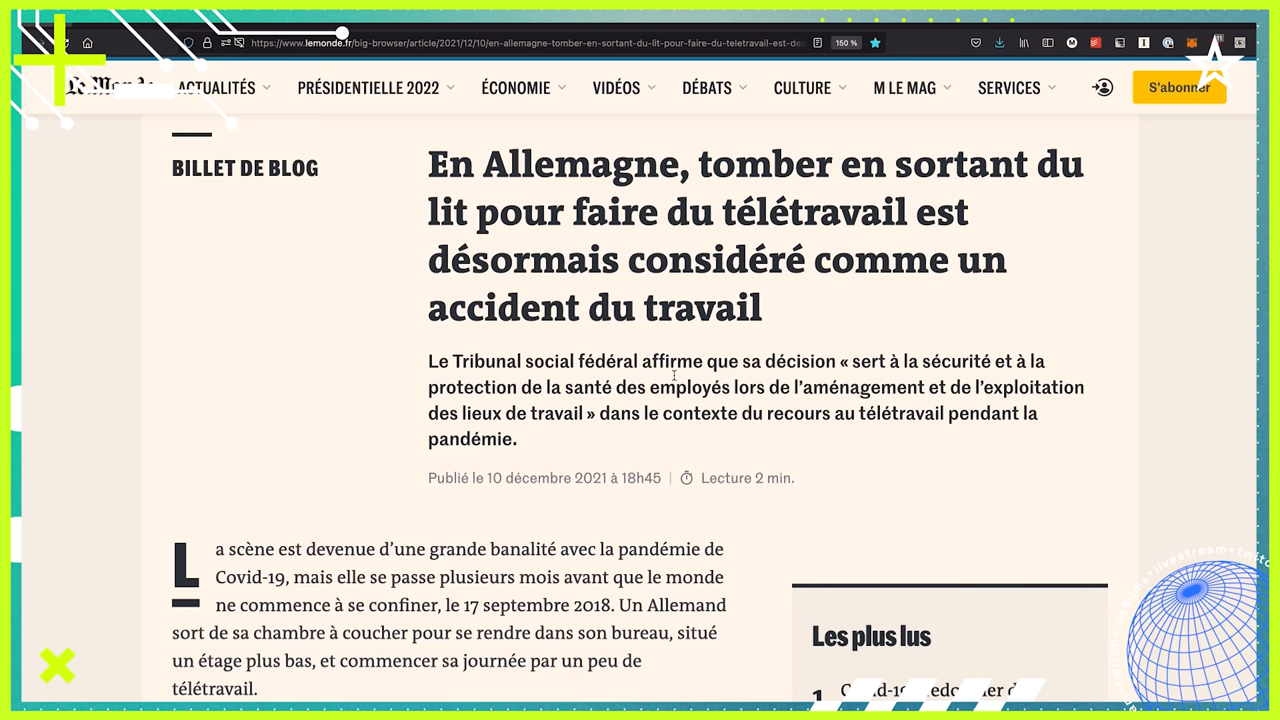 https://www.lemonde.fr/big-browser/article/2021/12/10/en-allemagne-tomber-en-sortant-du-lit-pour-faire-du-teletravail-est-des
150 %
Le Monde
ACTUALITÉS PRÉSIDENTIELLE 2022 ÉCONOMIE VIDÉOS DÉBATS CULTURE M LE MAG SERVICES S'abonner
BILLET DE BLOG
En Allemagne, tomber en sortant du
lit pour faire du télétravail est
désormais considéré comme un
accident du travail
Le Tribunal social fédéral affirme que sa décision « sert à la sécurité et à la
protection de la santé des employés lors de l’aménagement et de l’exploitation
des lieux de travail » dans le contexte du recours au télétravail pendant la
pandémie.
Publié le 10 décembre 2021 à 18h45 | Lecture 2 min.
La scène est devenue d’une grande banalité avec la pandémie de
Covid-19, mais elle se passe plusieurs mois avant que le monde
ne commence à se confiner, le 17 septembre 2018. Un Allemand
sort de sa chambre à coucher pour se rendre dans son bureau, situé
un étage plus bas, et commencer sa journée par un peu de
télétravail.
Les plus lus
1
livestream